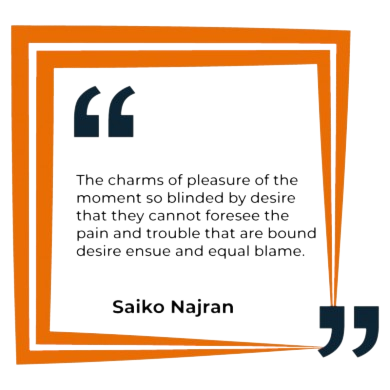 The charms of pleasure of the
moment so blinded by desire
that they cannot foresee the
pain and trouble that are bound
desire ensue and equal blame.
Saiko Najran